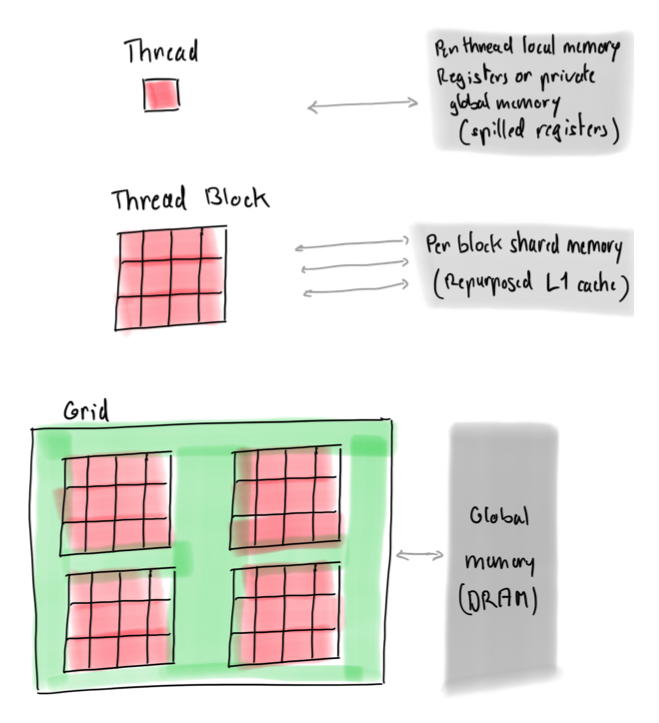 Thread
Per thread local memory
Registers or private
global memory
(spilled registers)
Thread Block
Per block shared memory
(Repurposed L1 cache)
Grid
Global
memory
(DRAM)